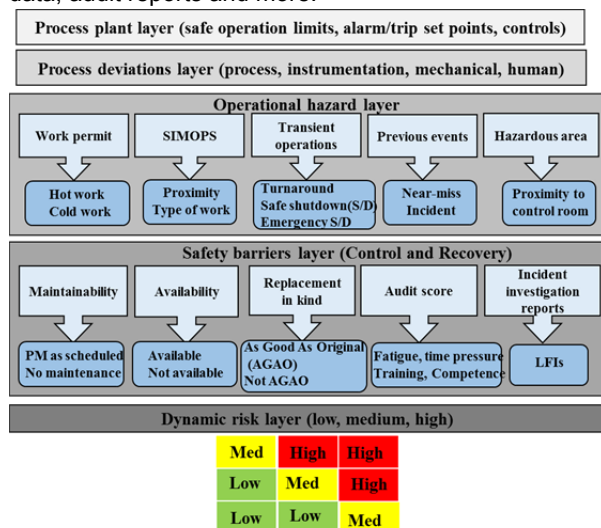 data, audit reports and more.
Process plant layer (safe operation limits, alarm/trip set points, controls)
Process deviations layer (process, instrumentation, mechanical, human)
Operational hazard layer
Work permit
SIMOPS
Transient
operations
Previous events
Hazardous area
Hot work
Cold work
Proximity
Type of work
Turnaround
Safe shutdown(S/D)
Emergency S/D
Near-miss
Incident
Proximity to
control room
Safety barriers layer (Control and Recovery)
Maintainability
Availability
Replacement
in kind
Audit score
Incident
investigation
reports
PM as scheduled
No maintenance
Available
Not available
As Good As Original
(AGAO)
Not AGAO
Fatigue, time pressure
Training, Competence
LFIs
Dynamic risk layer (low, medium, high)
Med High High
Low Med High
Low Low Med